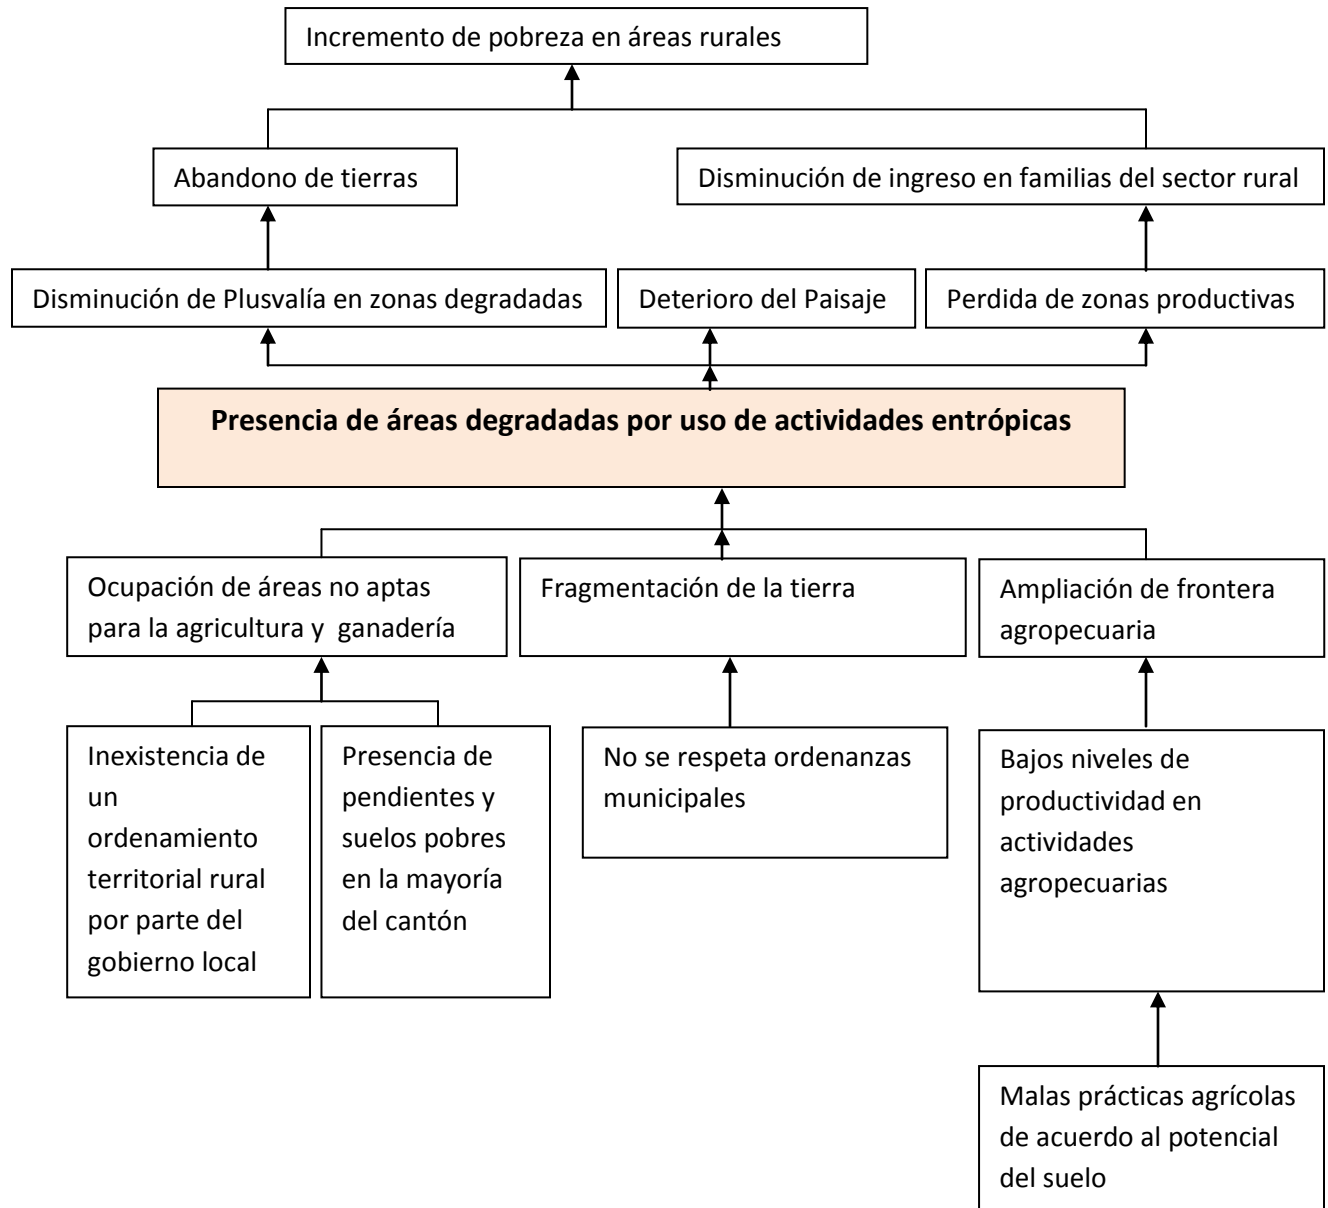 Incremento de pobreza en áreas rurales
Abandono de tierras
Disminución de ingreso en familias del sector rural
Disminución de Plusvalía en zonas degradadas
Deterioro del Paisaje
Perdida de zonas productivas
Presencia de áreas degradadas por uso de actividades entrópicas
Ocupación de áreas no aptas
para la agricultura y ganadería
Fragmentación de la tierra
Ampliación de frontera
agropecuaria
Inexistencia de
un
ordenamiento
territorial rural
por parte del
gobierno local
Presencia de
pendientes y
suelos pobres
en la mayoría
del cantón
No se respeta ordenanzas
municipales
Bajos niveles de
productividad en
actividades
agropecuarias
Malas prácticas agrícolas
de acuerdo al potencial
del suelo